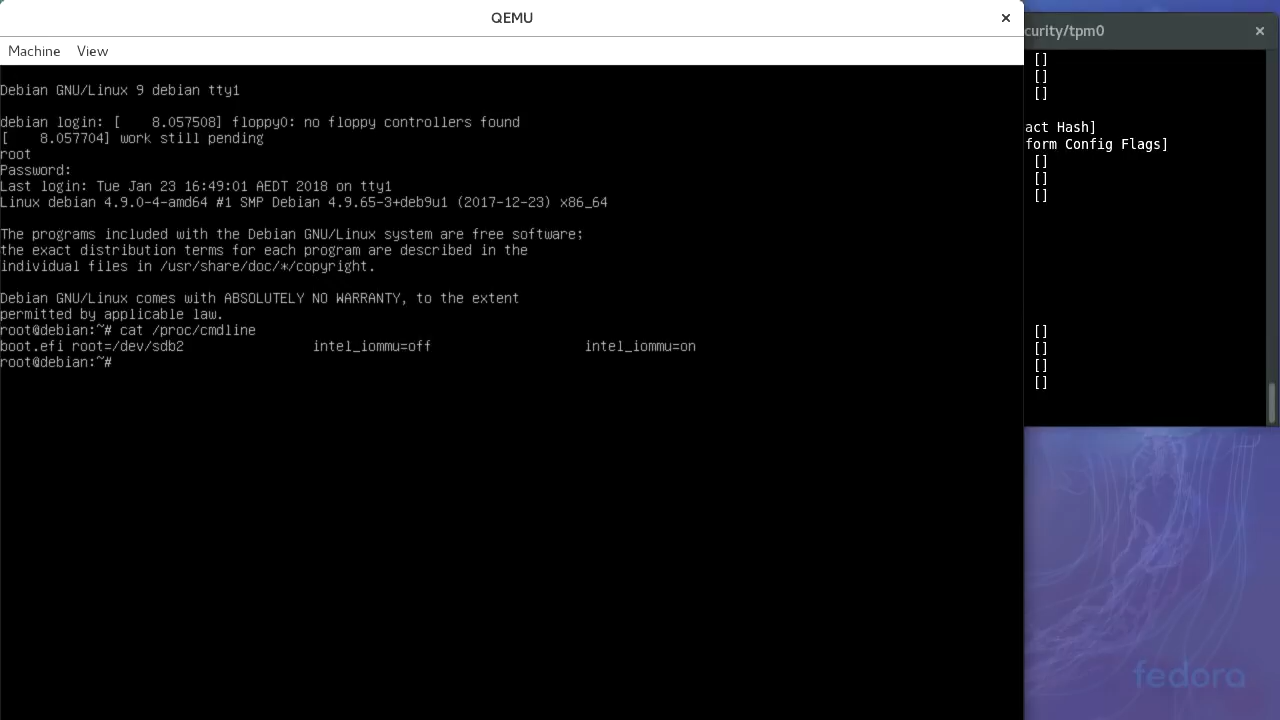 QEMU
Machine View
Debian GNU/Linux 9 debian tty1
debian login: [    8.057508] floppy0: no floppy controllers found
[    8.057704] work still pending
root
Password:
Last login: Tue Jan 23 16:49:01 AEDT 2018 on tty1
Linux debian 4.9.0-4-amd64 #1 SMP Debian 4.9.65-3+deb9u1 (2017-12-23) x86_64
The programs included with the Debian GNU/Linux system are free software;
the exact distribution terms for each program are described in the
individual files in /usr/share/doc/*/copyright.
Debian GNU/Linux comes with ABSOLUTELY NO WARRANTY, to the extent
permitted by applicable law.
root@debian:~# cat /proc/cmdline
boot.efi root=/dev/sdb2                intel_iommu=off                   intel_iommu=on
root@debian:~#
curity/tpm0
[]
[]
[]
act Hash]
form Config Flags]
[]
[]
[]
[]
[]
[]
[]
fedora